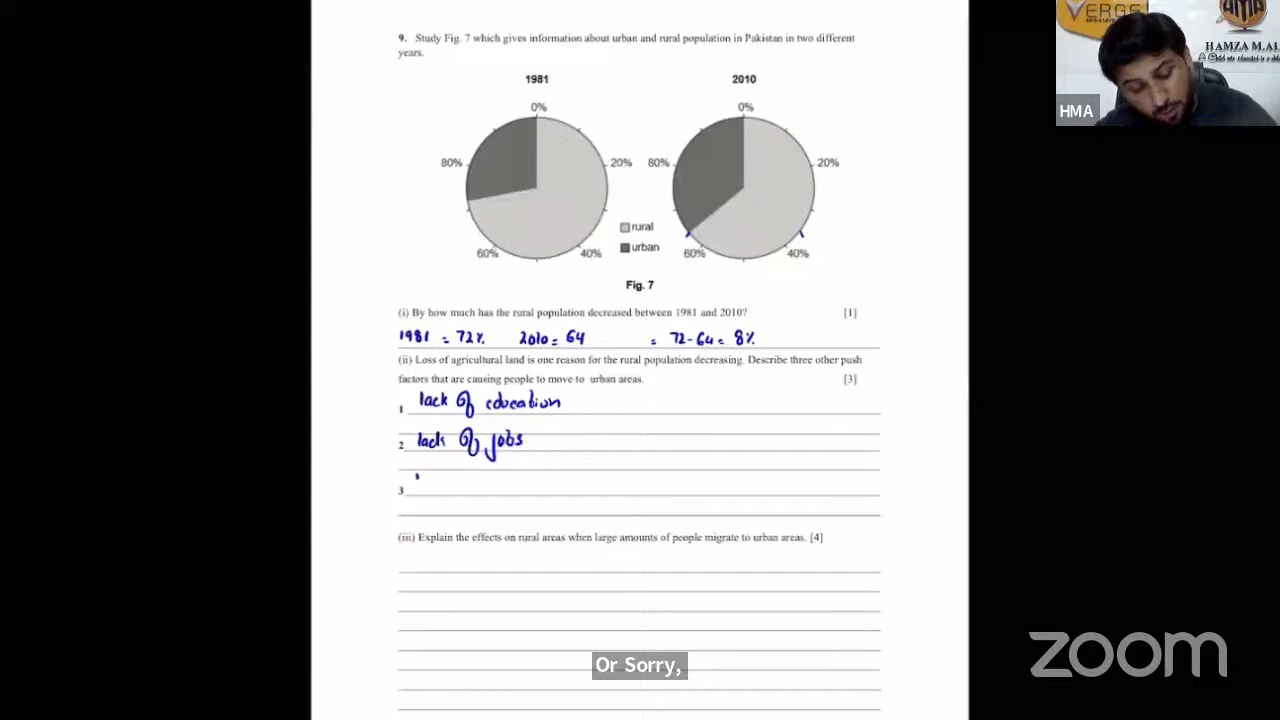 VERGE
HAMZA M.AL
HMA
9. Study Fig. 7 which gives information about urban and rural population in Pakistan in two different
years.
1981 2010
0% 0%
80% 20% 80% 20%
rural
urban
60% 40% 60% 40%
Fig. 7
(i) By how much has the rural population decreased between 1981 and 2010? [1]
1981 = 72% 2010 = 64 = 72-64 = 8%
(ii) Loss of agricultural land is one reason for the rural population decreasing. Describe three other push
factors that are causing people to move to urban areas. [3]
1 lack of education
2 lack of jobs
3
(iii) Explain the effects on rural areas when large amounts of people migrate to urban areas. [4]
Or Sorry,
zoom